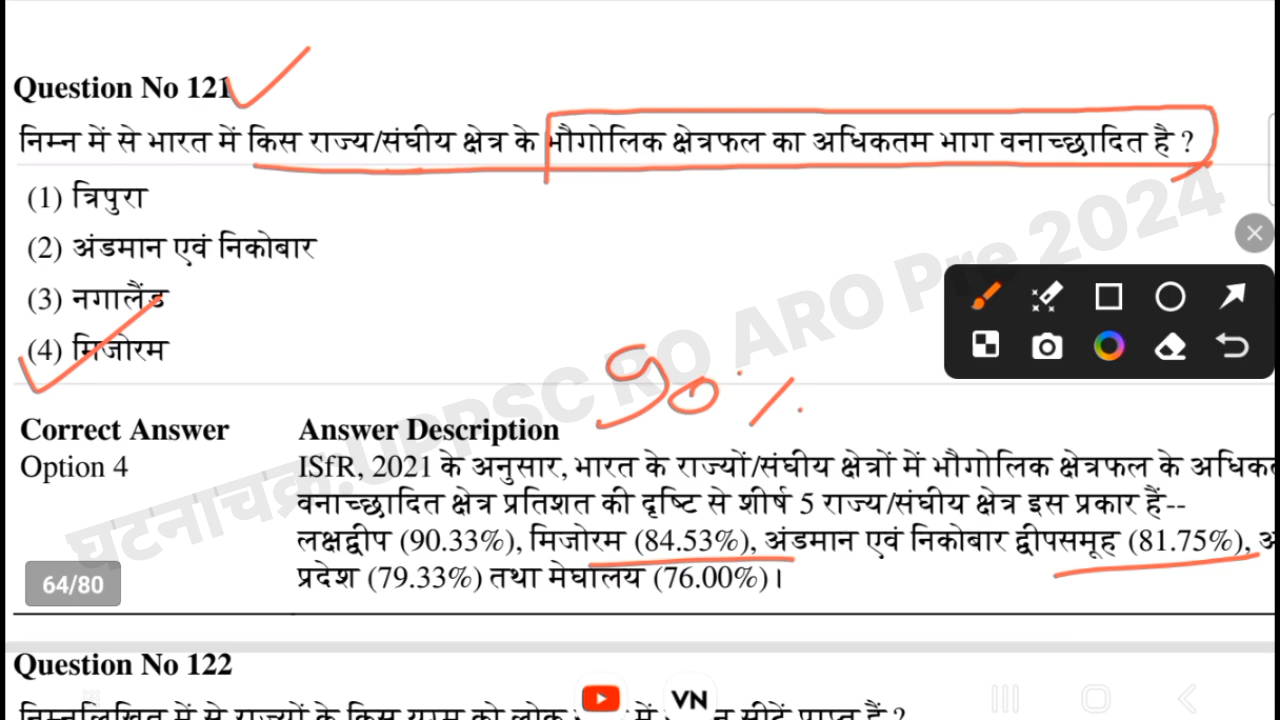 Question No 121
निम्न में से भारत में किस राज्य/संघीय क्षेत्र के भौगोलिक क्षेत्रफल का अधिकतम भाग वनाच्छादित है ?
(1) त्रिपुरा
(2) अंडमान एवं निकोबार
(3) नगालैंड
(4) मिजोरम
90 %
घटनाचक्र:UPPSC RO ARO Pre 2024
Correct Answer
Option 4
Answer Description
ISfR, 2021 के अनुसार, भारत के राज्यों/संघीय क्षेत्रों में भौगोलिक क्षेत्रफल के
वनाच्छादित क्षेत्र प्रतिशत की दृष्टि से शीर्ष 5 राज्य/संघीय क्षेत्र इस प्रकार हैं--
लक्षद्वीप (90.33%), मिजोरम (84.53%), अंडमान एवं निकोबार द्वीपसमूह (81.75%),
प्रदेश (79.33%) तथा मेघालय (76.00%)।
64/80
Question No 122
निम्नलिखित में से राज्यों के किस युग्म को लोक में सीटें प्राप्त हैं ?
VN